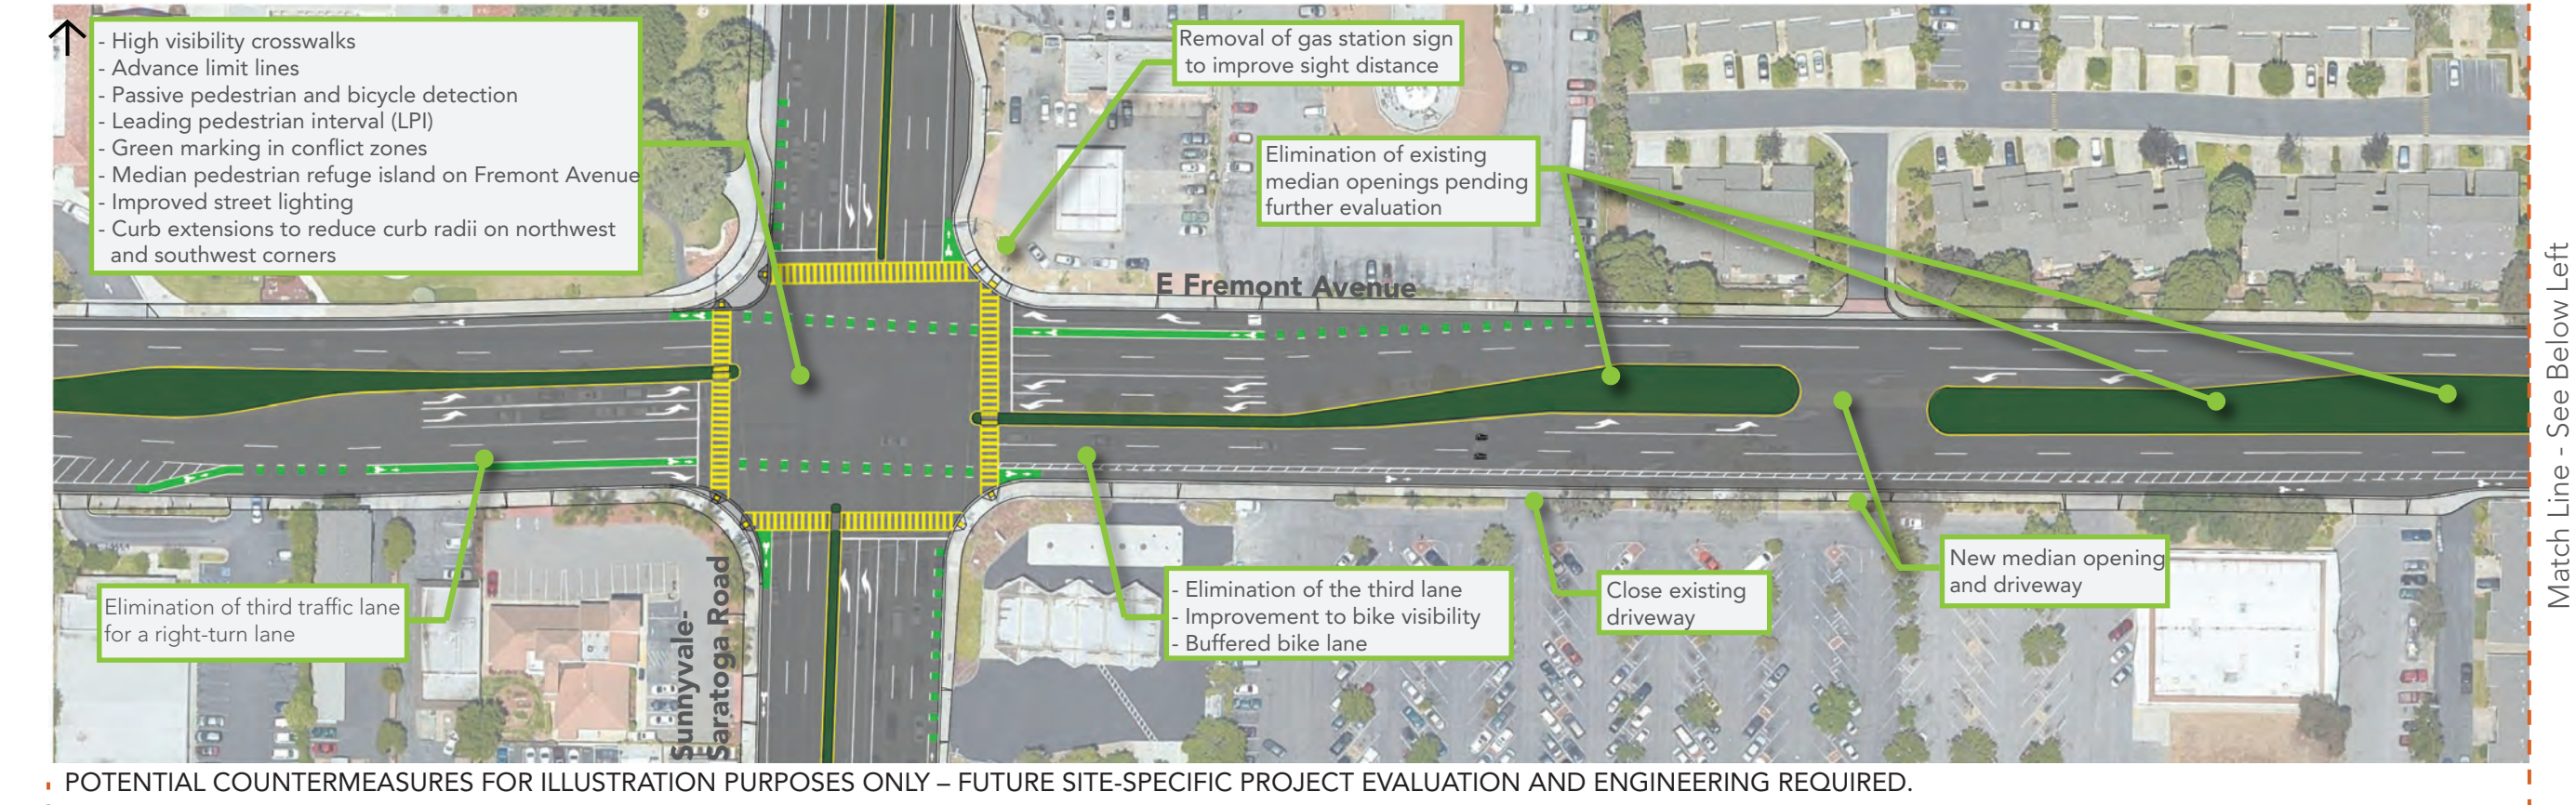 - High visibility crosswalks
- Advance limit lines
- Passive pedestrian and bicycle detection
- Leading pedestrian interval (LPI)
- Green marking in conflict zones
- Median pedestrian refuge island on Fremont Avenue
- Improved street lighting
- Curb extensions to reduce curb radii on northwest
and southwest corners
Removal of gas station sign
to improve sight distance
Elimination of existing
median openings pending
further evaluation
E Fremont Avenue
Match Line - See Below Left
Elimination of third traffic lane
for a right-turn lane
Sunnyvale-
Saratoga Road
- Elimination of the third lane
- Improvement to bike visibility
- Buffered bike lane
Close existing
driveway
New median opening
and driveway
POTENTIAL COUNTERMEASURES FOR ILLUSTRATION PURPOSES ONLY – FUTURE SITE-SPECIFIC PROJECT EVALUATION AND ENGINEERING REQUIRED.